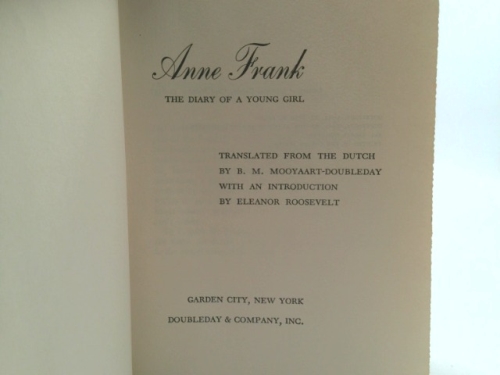 Anne Frank
THE DIARY OF A YOUNG GIRL
TRANSLATED FROM THE DUTCH
BY B. M. MOOYAART-DOUBLEDAY
WITH AN INTRODUCTION
BY ELEANOR ROOSEVELT
GARDEN CITY, NEW YORK
DOUBLEDAY & COMPANY, INC.